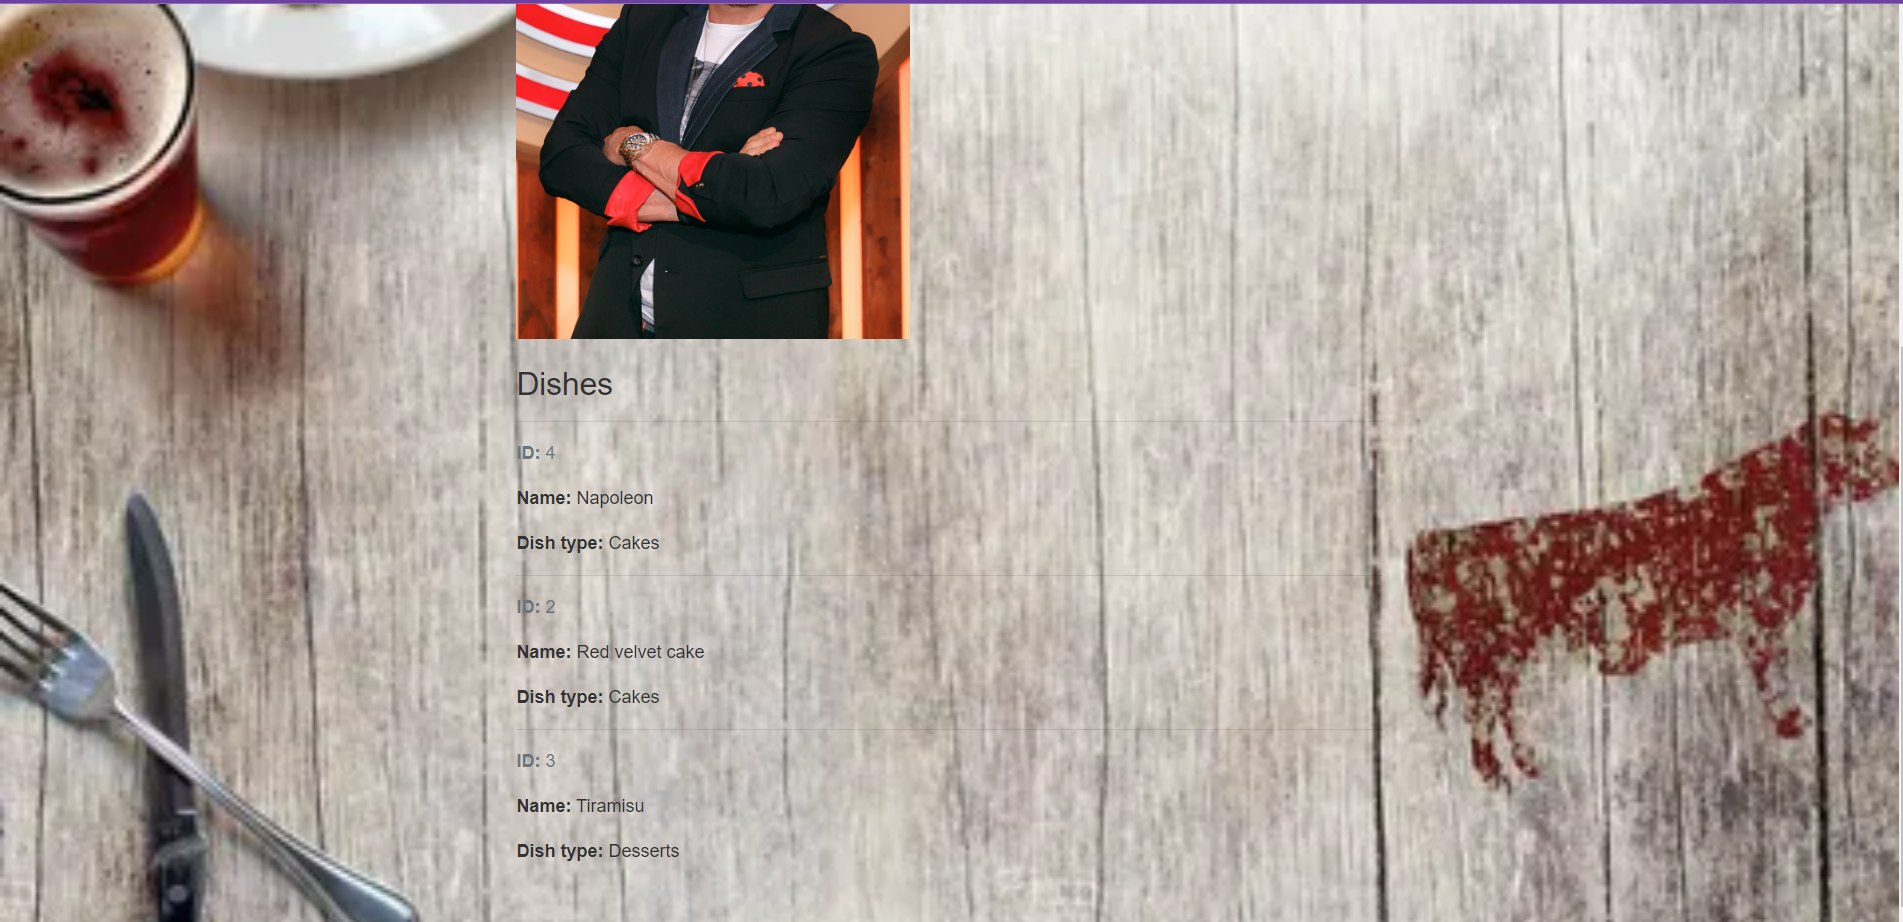 Dishes
ID: 4
Name: Napoleon
Dish type: Cakes
ID: 2
Name: Red velvet cake
Dish type: Cakes
ID: 3
Name: Tiramisu
Dish type: Desserts